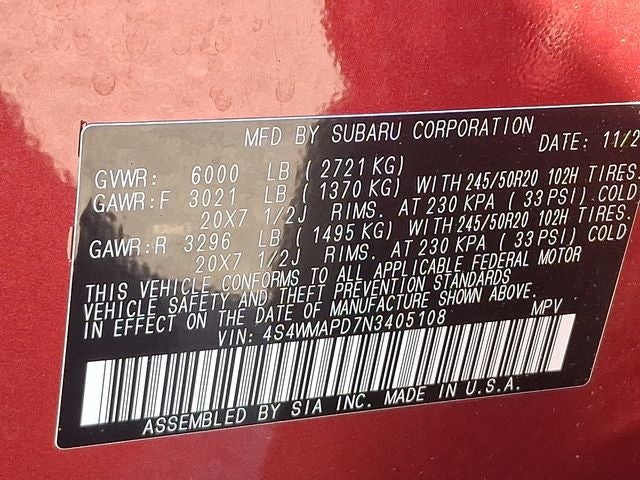 MFD BY SUBARU CORPORATION
DATE: 11/2
GVWR: 6000 LB (2721 KG)
GAWR:F 3021 LB (1370 KG) WITH 245/50R20 102H TIRES.
20X7 1/2J RIMS. AT 230 KPA (33 PSI) COLD
GAWR:R 3296 LB (1495 KG) WITH 245/50R20 102H TIRES.
20X7 1/2J RIMS. AT 230 KPA (33 PSI) COLD
THIS VEHICLE CONFORMS TO ALL APPLICABLE FEDERAL MOTOR
VEHICLE SAFETY AND THEFT PREVENTION STANDARDS
IN EFFECT ON THE DATE OF MANUFACTURE SHOWN ABOVE.
VIN: 4S4WMAPD7N3405108 MPV
ASSEMBLED BY SIA INC. MADE IN U.S.A.